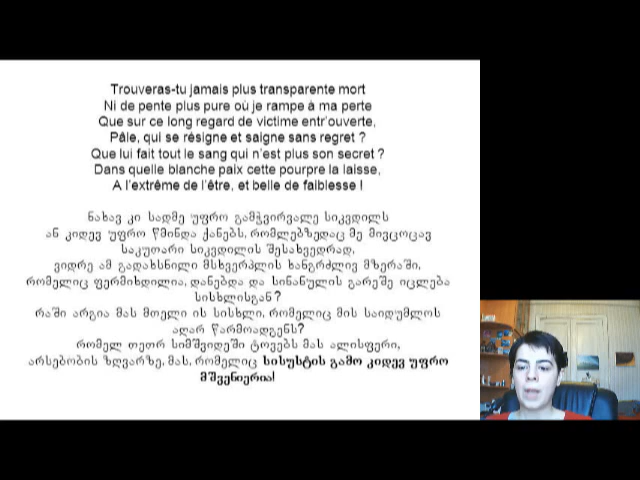 Trouveras-tu jamais plus transparente mort
Ni de pente plus pure où je rampe à ma perte
Que sur ce long regard de victime entr'ouverte,
Pâle, qui se résigne et saigne sans regret ?
Que lui fait tout le sang qui n'est plus son secret ?
Dans quelle blanche paix cette pourpre la laisse,
A l'extrême de l'être, et belle de faiblesse !
ნახავ კი სადმე უფრო გამჭვირვალე სიკვდილს
ან კიდევ უფრო წმინდა ქანებს, რომლებზედაც მე მივცოცავ
საკუთარი სიკვდილის შესახვედრად,
ვიდრე ამ გადახსნილი მსხვერპლის ხანგრძლივ მზერაში,
რომელიც ფერმიხდილია, დანებდა და სინანულის გარეშე იცლება
სისხლისგან?
რაში არგია მას მთელი ის სისხლი, რომელიც მის საიდუმლოს
აღარ წარმოადგენს?
რომელ თეთრ სიმშვიდეში ტოვებს მას ალისფერი,
არსებობის ზღვარზე, მას, რომელიც სისუსტის გამო კიდევ უფრო
მშვენიერია!